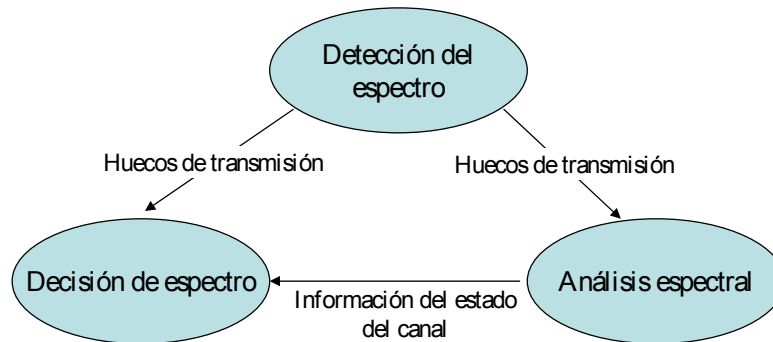 Detección del
espectro
Huecos de transmisión
Huecos de transmisión
Decisión de espectro
Análisis espectral
Información del estado
del canal